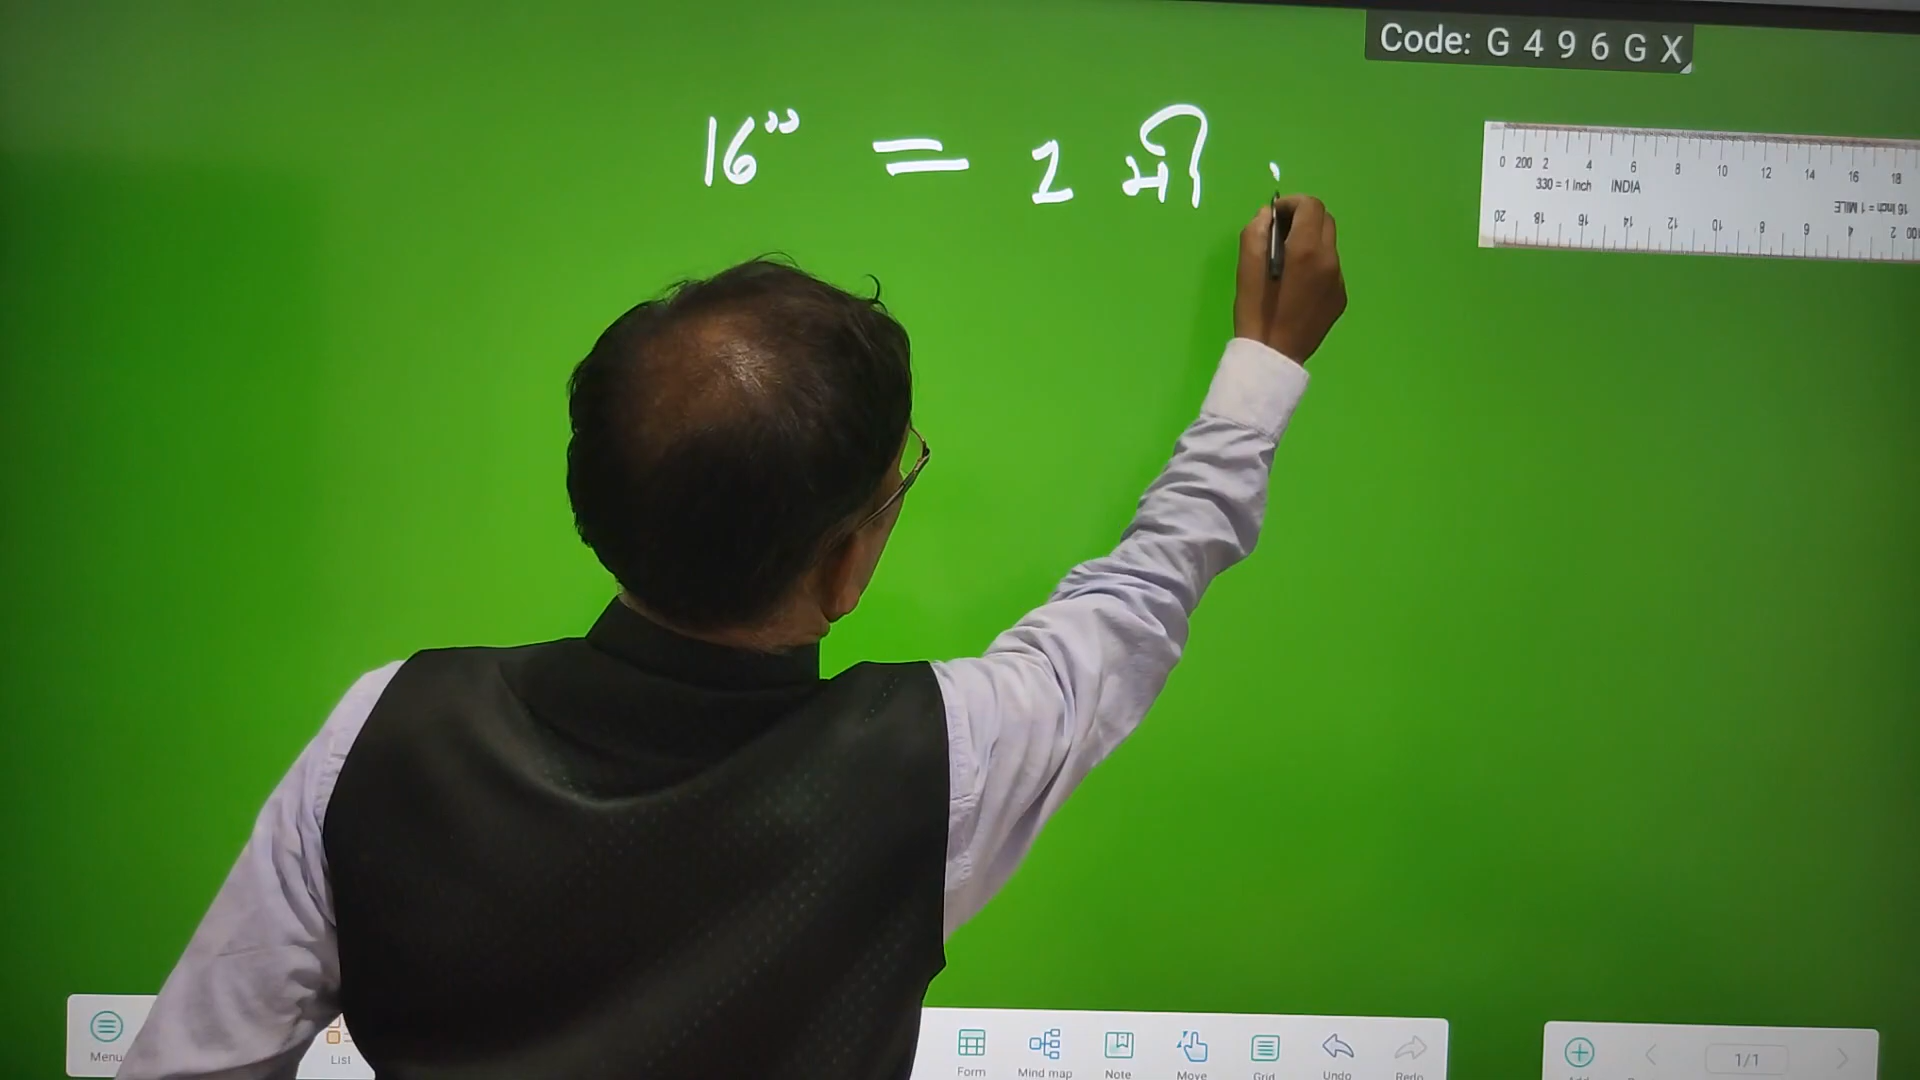 Code: G 4 9 6 G X
16" = 1 मी
0 200 2 4 6 8 10 12 14 16 18
330 = 1 Inch INDIA
16 Inch = 1 MILE
20 18 16 14 12 10 8 6 4 2
Menu
List
Form
Mind map
Note
Move
Grid
Undo
Redo
1/1